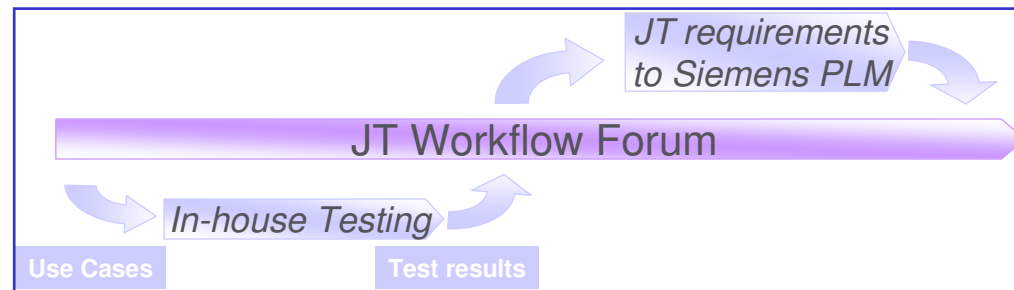 JT requirements
to Siemens PLM
JT Workflow Forum
In-house Testing
Use Cases
Test results